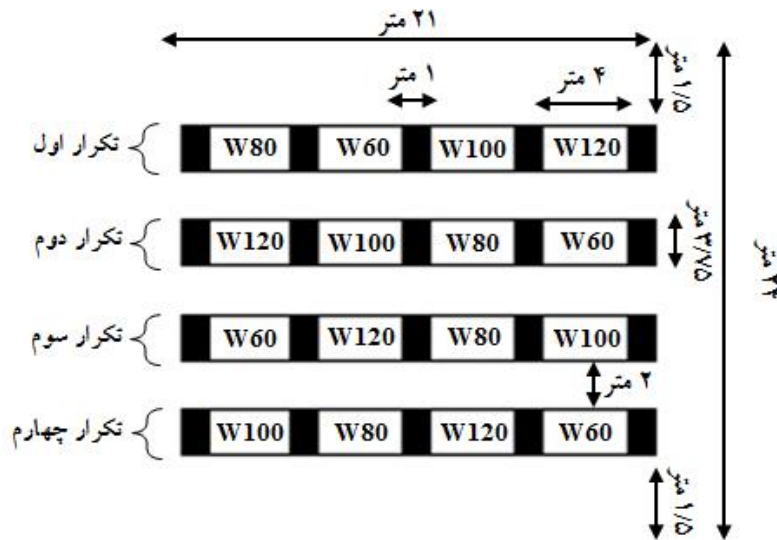 ۲۱ متر
۱/۵ متر
۱ متر
۴ متر
تکرار اول
W80 W60 W100 W120
تکرار دوم
W120 W100 W80 W60
۳/۷۵ متر
۲۴ متر
تکرار سوم
W60 W120 W80 W100
۲ متر
تکرار چهارم
W100 W80 W120 W60
۱/۵ متر